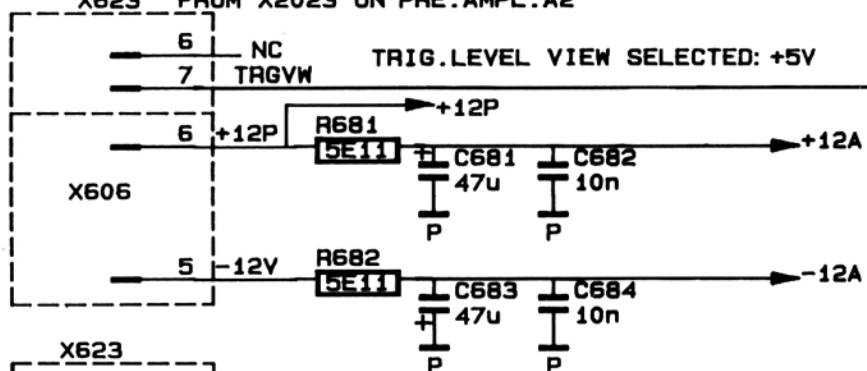 X623 FROM X2023 ON PRE.AMPL.A2
6 NC
TRIG.LEVEL VIEW SELECTED: +5V
7 TRGVW
+12P
6 +12P
R681
5E11
+
C681
47u
P
C682
10n
P
+12A
X606
5 -12V
R682
5E11
C683
47u
+
P
C684
10n
P
-12A
X623